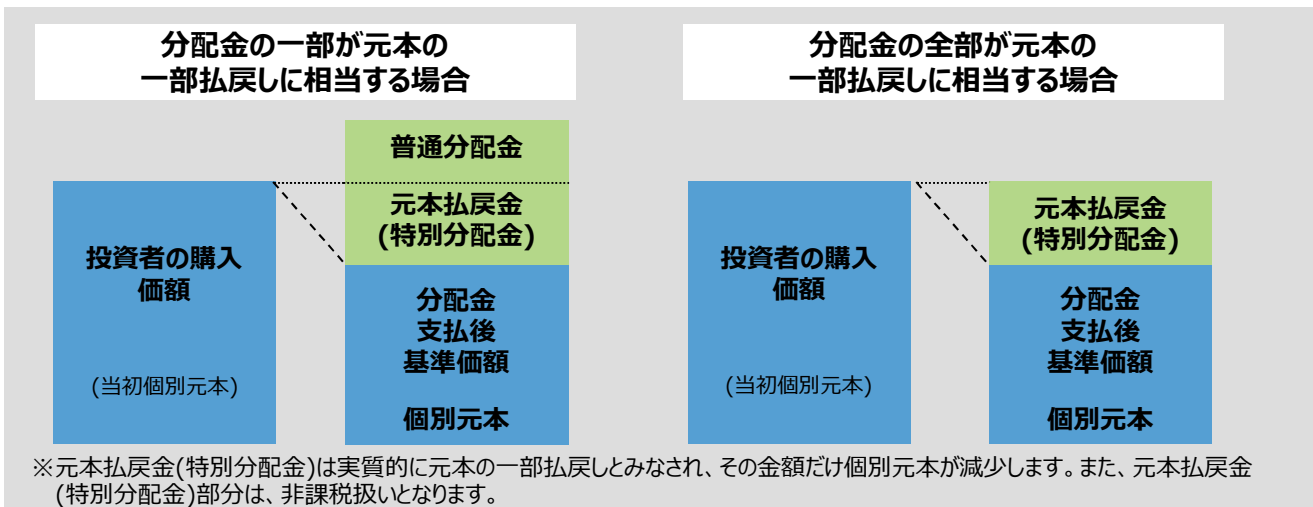 分配金の一部が元本の
一部払戻しに相当する場合
普通分配金
元本払戻金
(特別分配金)
投資者の購入
価額
(当初個別元本)
分配金
支払後
基準価額
個別元本
分配金の全部が元本の
一部払戻しに相当する場合
元本払戻金
(特別分配金)
投資者の購入
価額
(当初個別元本)
分配金
支払後
基準価額
個別元本
※元本払戻金(特別分配金)は実質的に元本の一部払戻しとみなされ、その金額だけ個別元本が減少します。また、元本払戻金
(特別分配金)部分は、非課税扱いとなります。